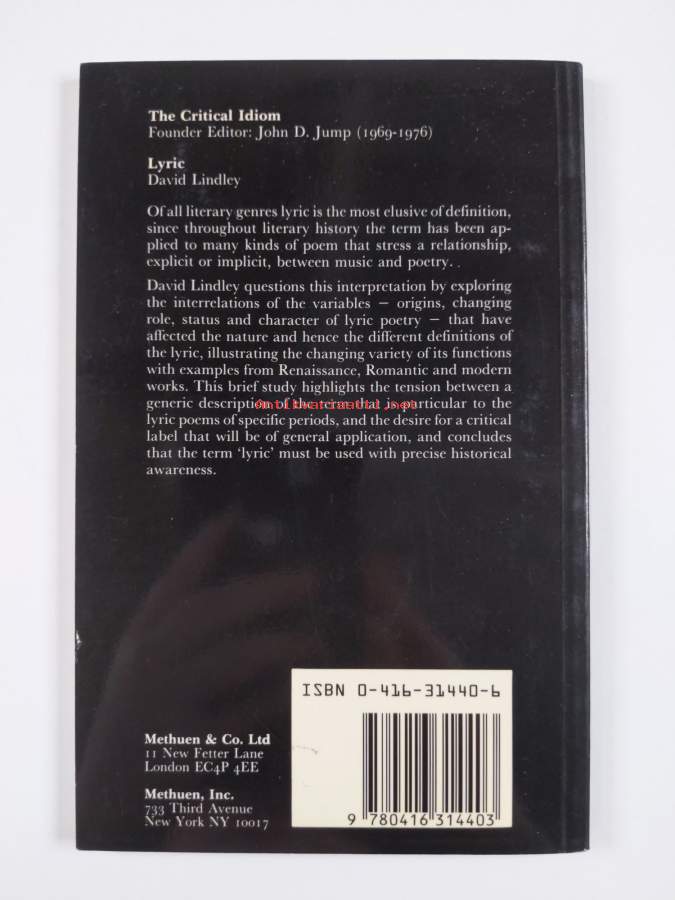 The Critical Idiom
Founder Editor: John D. Jump (1969-1976)
Lyric
David Lindley
Of all literary genres lyric is the most elusive of definition,
since throughout literary history the term has been ap-
plied to many kinds of poem that stress a relationship,
explicit or implicit, between music and poetry. .
David Lindley questions this interpretation by exploring
the interrelations of the variables – origins, changing
role, status and character of lyric poetry – that have
affected the nature and hence the different definitions of
the lyric, illustrating the changing variety of its functions
with examples from Renaissance, Romantic and modern
works. This brief study highlights the tension between a
generic description of the term that is particular to the
Antikvariaatti.net
lyric poems of specific periods, and the desire for a critical
label that will be of general application, and concludes
that the term ‘lyric’ must be used with precise historical
awareness.
ISBN 0-416-31440-6
Methuen & Co. Ltd
11 New Fetter Lane
London EC4P 4EE
Methuen, Inc.
733 Third Avenue
New York NY 10017
9 780416 314403